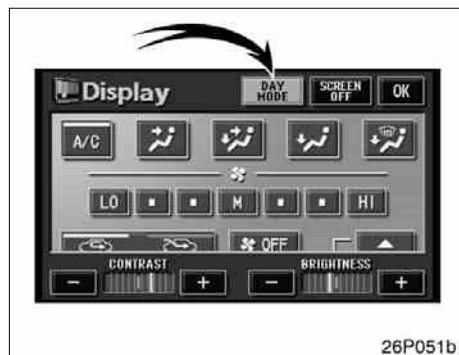 Display
DAY
MODE
SCREEN
OFF
OK
A/C
LO
M
HI
OFF
CONTRAST
BRIGHTNESS
- + - +
26P051b